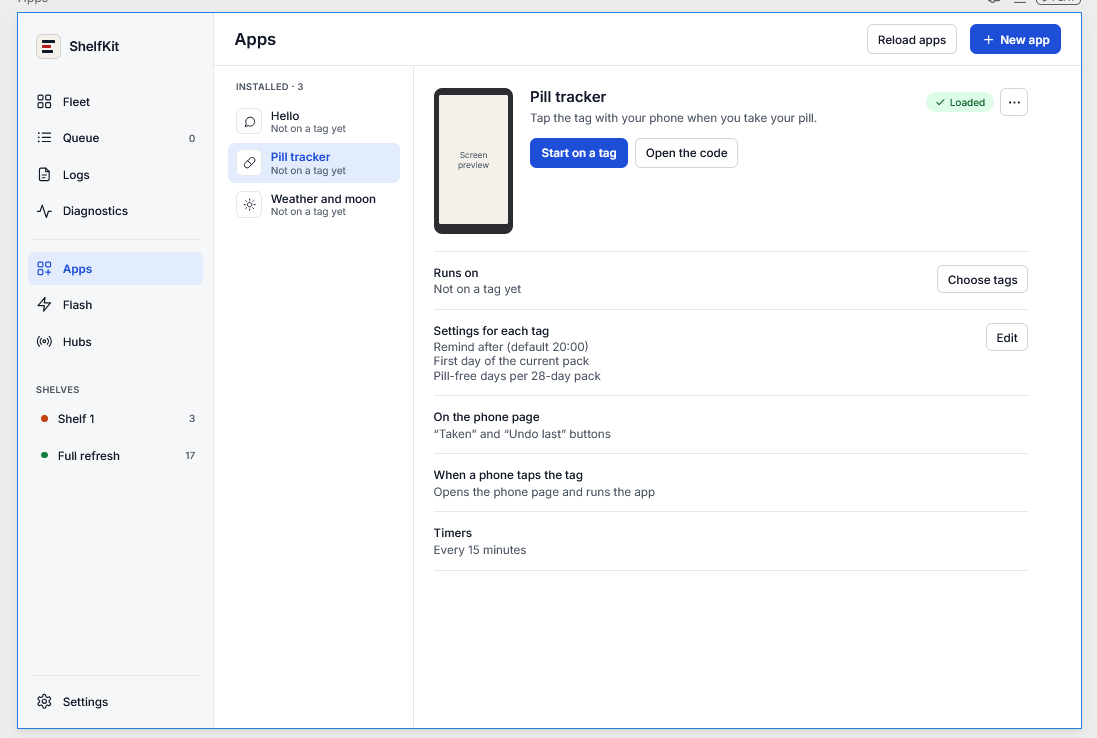 Apps
ShelfKit
Fleet
Queue 0
Logs
Diagnostics
Apps
Flash
Hubs
SHELVES
Shelf 1 3
Full refresh 17
Settings
Apps
Reload apps
+ New app
INSTALLED · 3
Hello
Not on a tag yet
Pill tracker
Not on a tag yet
Weather and moon
Not on a tag yet
Screen
preview
Pill tracker
Tap the tag with your phone when you take your pill.
Loaded
Start on a tag
Open the code
Runs on
Not on a tag yet
Choose tags
Settings for each tag
Remind after (default 20:00)
First day of the current pack
Pill-free days per 28-day pack
Edit
On the phone page
“Taken” and “Undo last” buttons
When a phone taps the tag
Opens the phone page and runs the app
Timers
Every 15 minutes